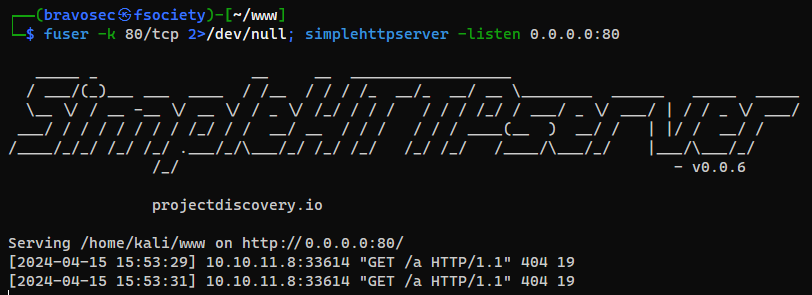 ┌──(bravosec㉿fsociety)-[~/www]
└─$ fuser -k 80/tcp 2>/dev/null; simplehttpserver -listen 0.0.0.0:80
SimpleHTTPserver
- v0.0.6
projectdiscovery.io
Serving /home/kali/www on http://0.0.0.0:80/
[2024-04-15 15:53:29] 10.10.11.8:33614 "GET /a HTTP/1.1" 404 19
[2024-04-15 15:53:31] 10.10.11.8:33614 "GET /a HTTP/1.1" 404 19